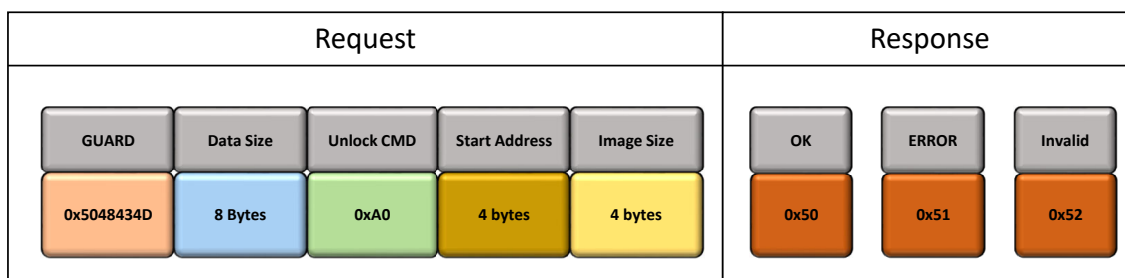 Request Response
GUARD Data Size Unlock CMD Start Address Image Size OK ERROR Invalid
0x5048434D 8 Bytes 0xA0 4 bytes 4 bytes 0x50 0x51 0x52